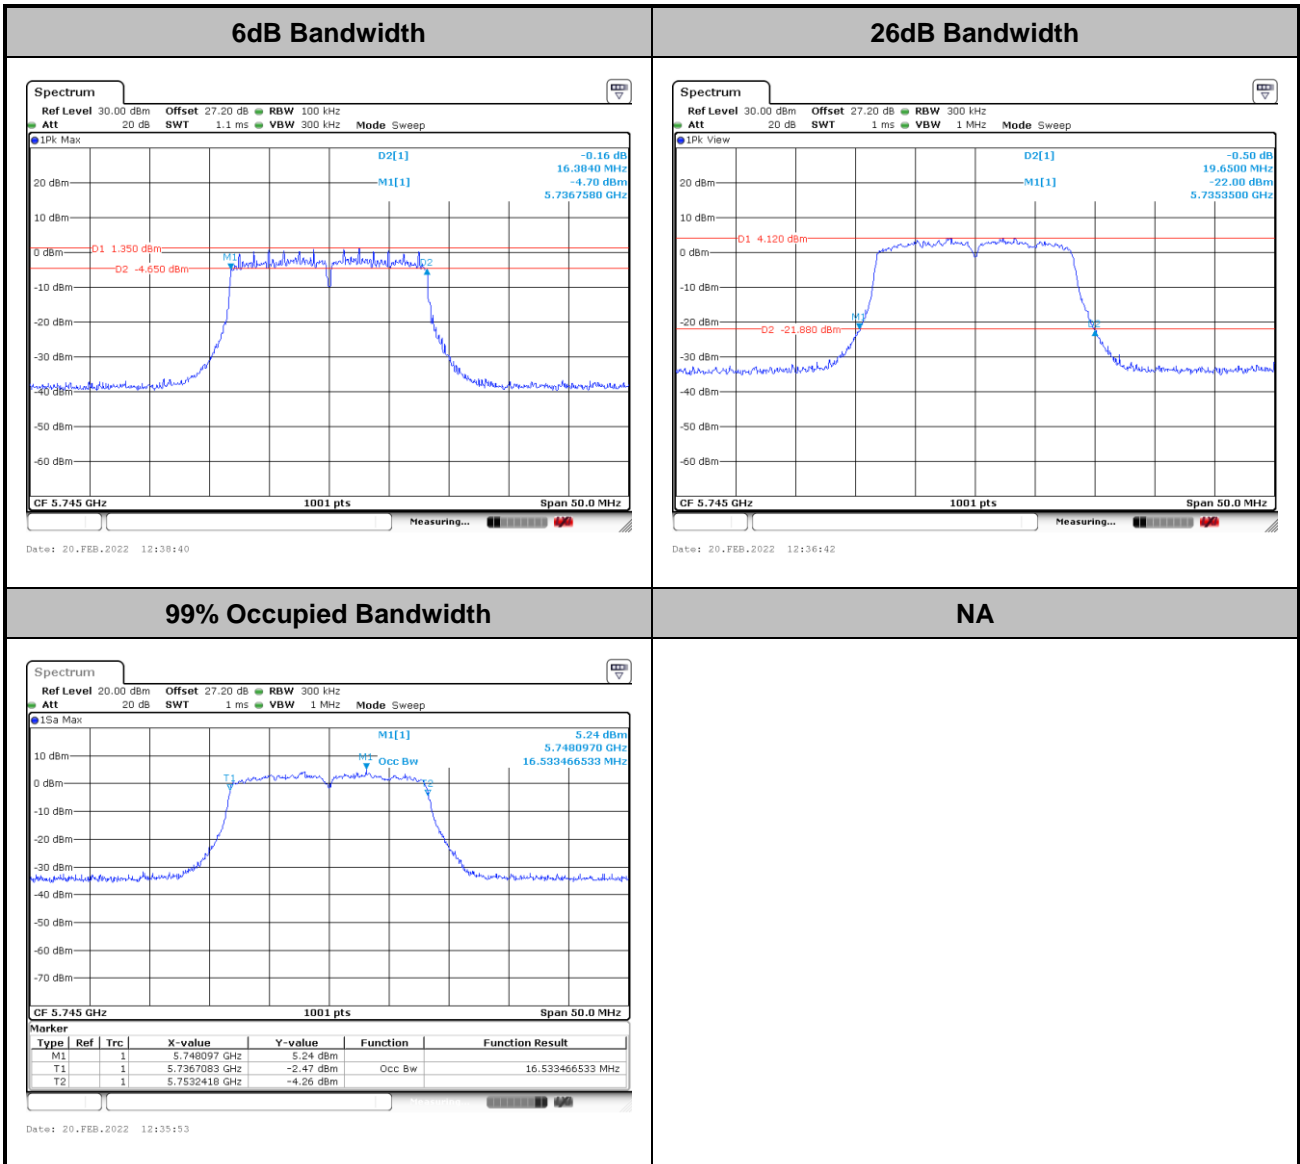 6dB Bandwidth
26dB Bandwidth
Spectrum
Ref Level 30.00 dBm Offset 27.20 dB RBW 100 kHz
Att 20 dB SWT 1.1 ms VBW 300 kHz Mode Sweep
1Pk Max
D2[1] -0.16 dB
16.3840 MHz
M1[1] -4.70 dBm
5.7367580 GHz
20 dBm
10 dBm
0 dBm
D1 1.350 dBm
M1
D2
D2 -4.650 dBm
-10 dBm
-20 dBm
-30 dBm
-40 dBm
-50 dBm
-60 dBm
CF 5.745 GHz 1001 pts Span 50.0 MHz
Measuring...
Date: 20.FEB.2022 12:38:40
Spectrum
Ref Level 30.00 dBm Offset 27.20 dB RBW 300 kHz
Att 20 dB SWT 1 ms VBW 1 MHz Mode Sweep
1Pk View
D2[1] -0.50 dB
19.6500 MHz
M1[1] -22.00 dBm
5.7353500 GHz
20 dBm
10 dBm
D1 4.120 dBm
0 dBm
-10 dBm
M1
-20 dBm
D2 -21.880 dBm
D2
-30 dBm
-40 dBm
-50 dBm
-60 dBm
CF 5.745 GHz 1001 pts Span 50.0 MHz
Measuring...
Date: 20.FEB.2022 12:36:42
99% Occupied Bandwidth
NA
Spectrum
Ref Level 20.00 dBm Offset 27.20 dB RBW 300 kHz
Att 20 dB SWT 1 ms VBW 1 MHz Mode Sweep
1Sa Max
M1[1] 5.24 dBm
5.7480970 GHz
M1 Occ Bw 16.533466533 MHz
10 dBm
T1
T2
0 dBm
-10 dBm
-20 dBm
-30 dBm
-40 dBm
-50 dBm
-60 dBm
-70 dBm
CF 5.745 GHz 1001 pts Span 50.0 MHz
Marker
Type Ref Trc X-value Y-value Function Function Result
M1 1 5.748097 GHz 5.24 dBm
T1 1 5.7367083 GHz -2.47 dBm Occ Bw 16.533466533 MHz
T2 1 5.7532418 GHz -4.26 dBm
Measuring...
Date: 20.FEB.2022 12:35:53